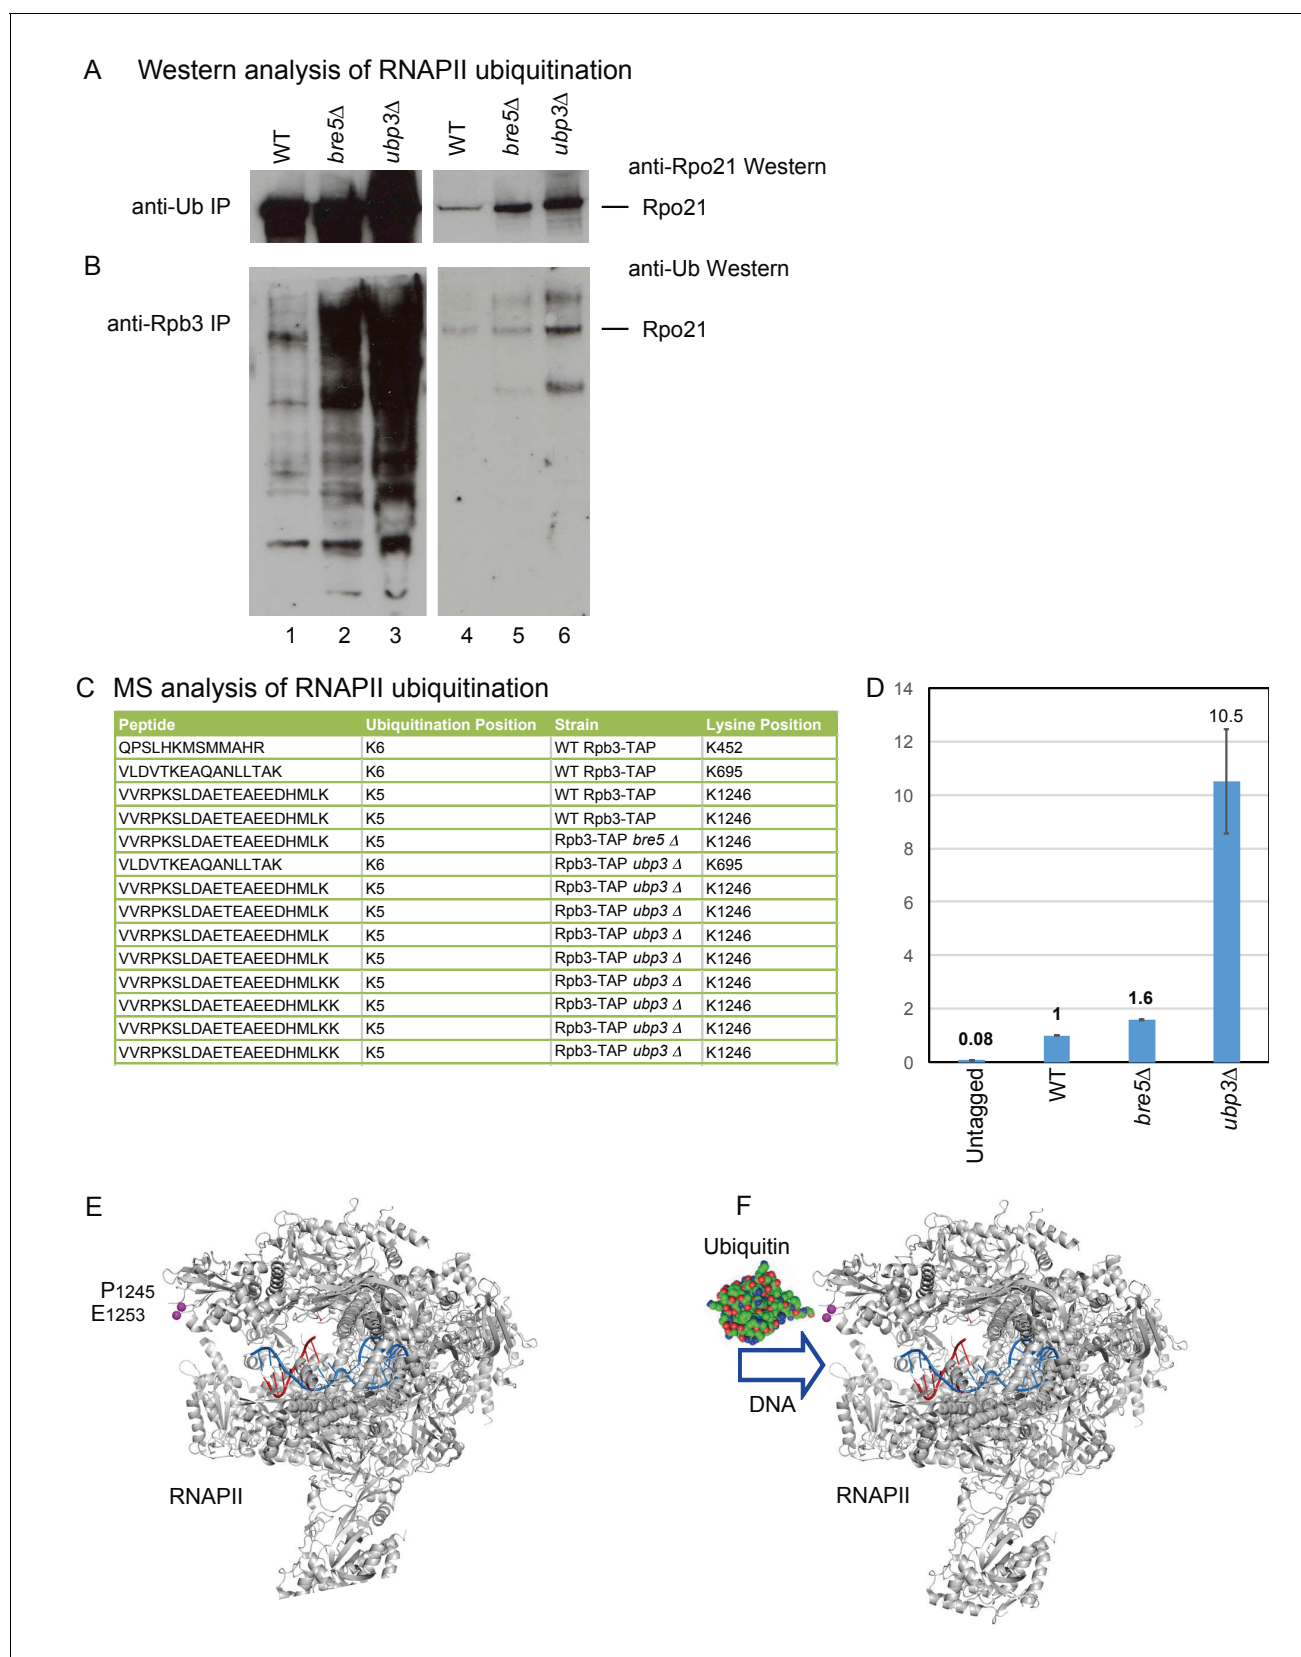 A Western analysis of RNAPII ubiquitination
WT bre5Δ ubp3Δ WT bre5Δ ubp3Δ
anti-Rpo21 Western
anti-Ub IP
Rpo21
B
anti-Ub Western
anti-Rpb3 IP
Rpo21
1 2 3 4 5 6
C MS analysis of RNAPII ubiquitination
Peptide Ubiquitination Position Strain Lysine Position
QPSLHKMSMMAHR K6 WT Rpb3-TAP K452
VLDVTKEAQANLLTAK K6 WT Rpb3-TAP K695
VVRPKSLDAETEAEEDHMLK K5 WT Rpb3-TAP K1246
VVRPKSLDAETEAEEDHMLK K5 WT Rpb3-TAP K1246
VVRPKSLDAETEAEEDHMLK K5 Rpb3-TAP bre5 Δ K1246
VLDVTKEAQANLLTAK K6 Rpb3-TAP ubp3 Δ K695
VVRPKSLDAETEAEEDHMLK K5 Rpb3-TAP ubp3 Δ K1246
VVRPKSLDAETEAEEDHMLK K5 Rpb3-TAP ubp3 Δ K1246
VVRPKSLDAETEAEEDHMLK K5 Rpb3-TAP ubp3 Δ K1246
VVRPKSLDAETEAEEDHMLK K5 Rpb3-TAP ubp3 Δ K1246
VVRPKSLDAETEAEEDHMLKK K5 Rpb3-TAP ubp3 Δ K1246
VVRPKSLDAETEAEEDHMLKK K5 Rpb3-TAP ubp3 Δ K1246
VVRPKSLDAETEAEEDHMLKK K5 Rpb3-TAP ubp3 Δ K1246
VVRPKSLDAETEAEEDHMLKK K5 Rpb3-TAP ubp3 Δ K1246
D
14
12
10
8
6
4
2
0
0.08
1
1.6
10.5
Untagged
WT
bre5Δ
ubp3Δ
E
P1245
E1253
RNAPII
F
Ubiquitin
DNA
RNAPII